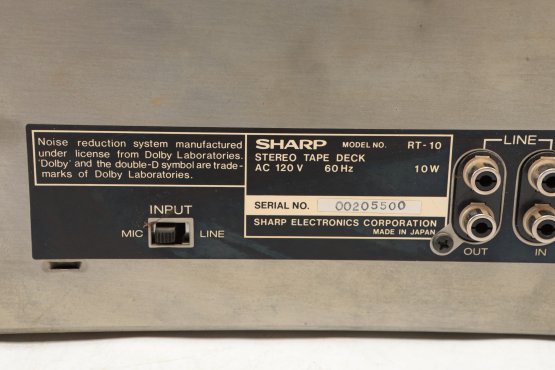 Noise reduction system manufactured
under license from Dolby Laboratories.
'Dolby' and the double-D symbol are trade-
marks of Dolby Laboratories.
SHARP MODEL NO. RT-10
STEREO TAPE DECK
AC 120 V 60 Hz 10 W
SERIAL NO. 00205500
SHARP ELECTRONICS CORPORATION
MADE IN JAPAN
INPUT
MIC LINE
LINE
OUT IN